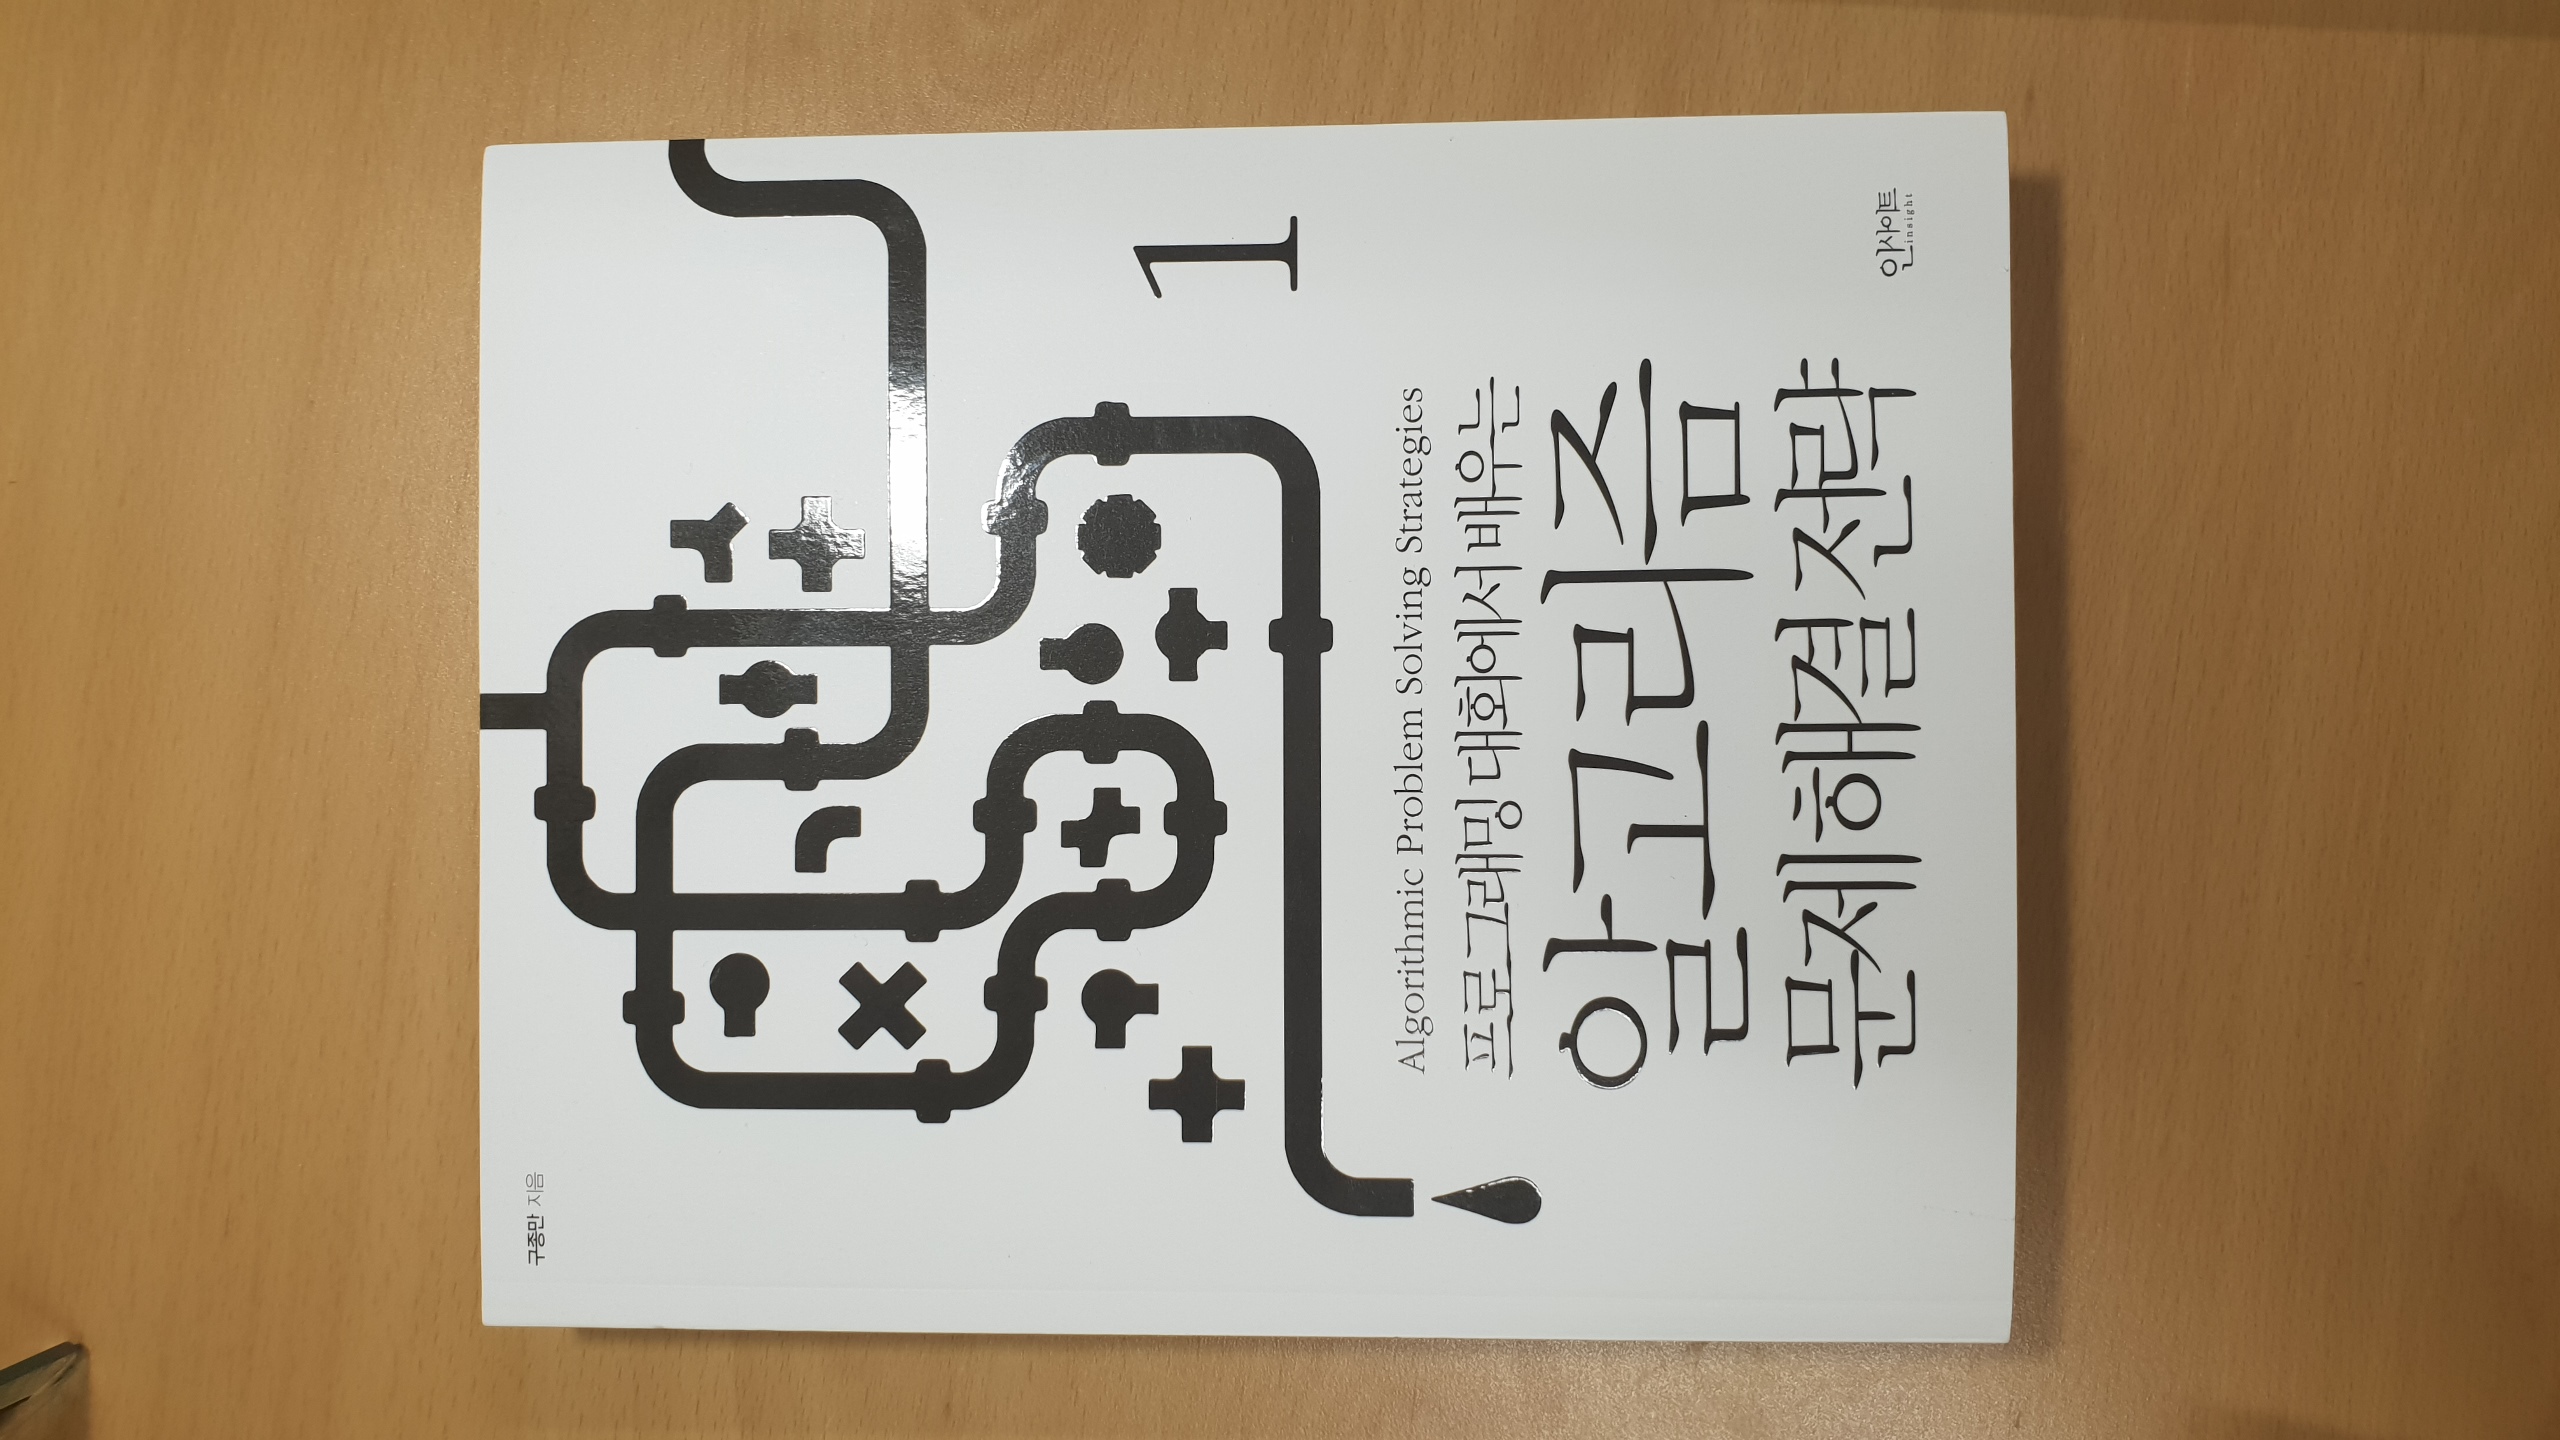 구종만 지음
1
Algorithmic Problem Solving Strategies
프로그래밍 대회에서 배우는
알고리즘
문제해결전략
인사이트
insight